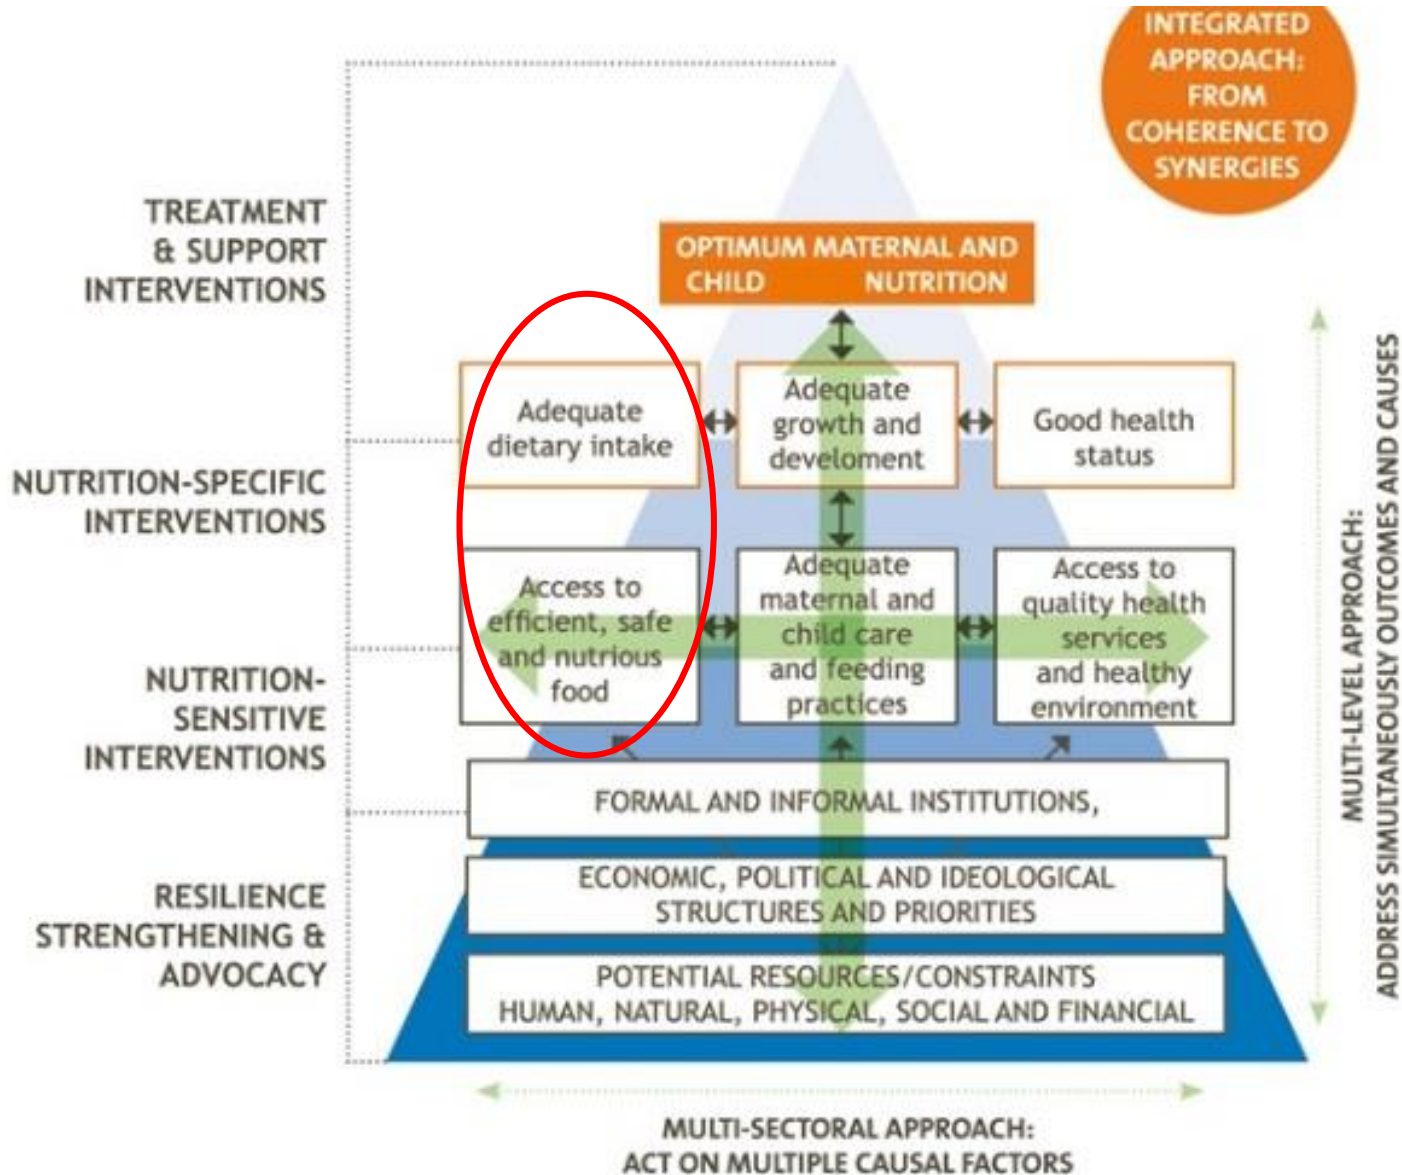 INTEGRATED
APPROACH:
FROM
COHERENCE TO
SYNERGIES
TREATMENT
& SUPPORT
INTERVENTIONS
OPTIMUM MATERNAL AND
CHILD NUTRITION
Adequate
dietary intake
Adequate
growth and
develoment
Good health
status
NUTRITION-SPECIFIC
INTERVENTIONS
Access to
efficient, safe
and nutrious
food
Adequate
maternal and
child care
and feeding
practices
Access to
quality health
services
and healthy
environment
NUTRITION-
SENSITIVE
INTERVENTIONS
FORMAL AND INFORMAL INSTITUTIONS,
ECONOMIC, POLITICAL AND IDEOLOGICAL
STRUCTURES AND PRIORITIES
RESILIENCE
STRENGTHENING &
ADVOCACY
POTENTIAL RESOURCES/CONSTRAINTS
HUMAN, NATURAL, PHYSICAL, SOCIAL AND FINANCIAL
MULTI-LEVEL APPROACH:
ADDRESS SIMULTANEOUSLY OUTCOMES AND CAUSES
MULTI-SECTORAL APPROACH:
ACT ON MULTIPLE CAUSAL FACTORS